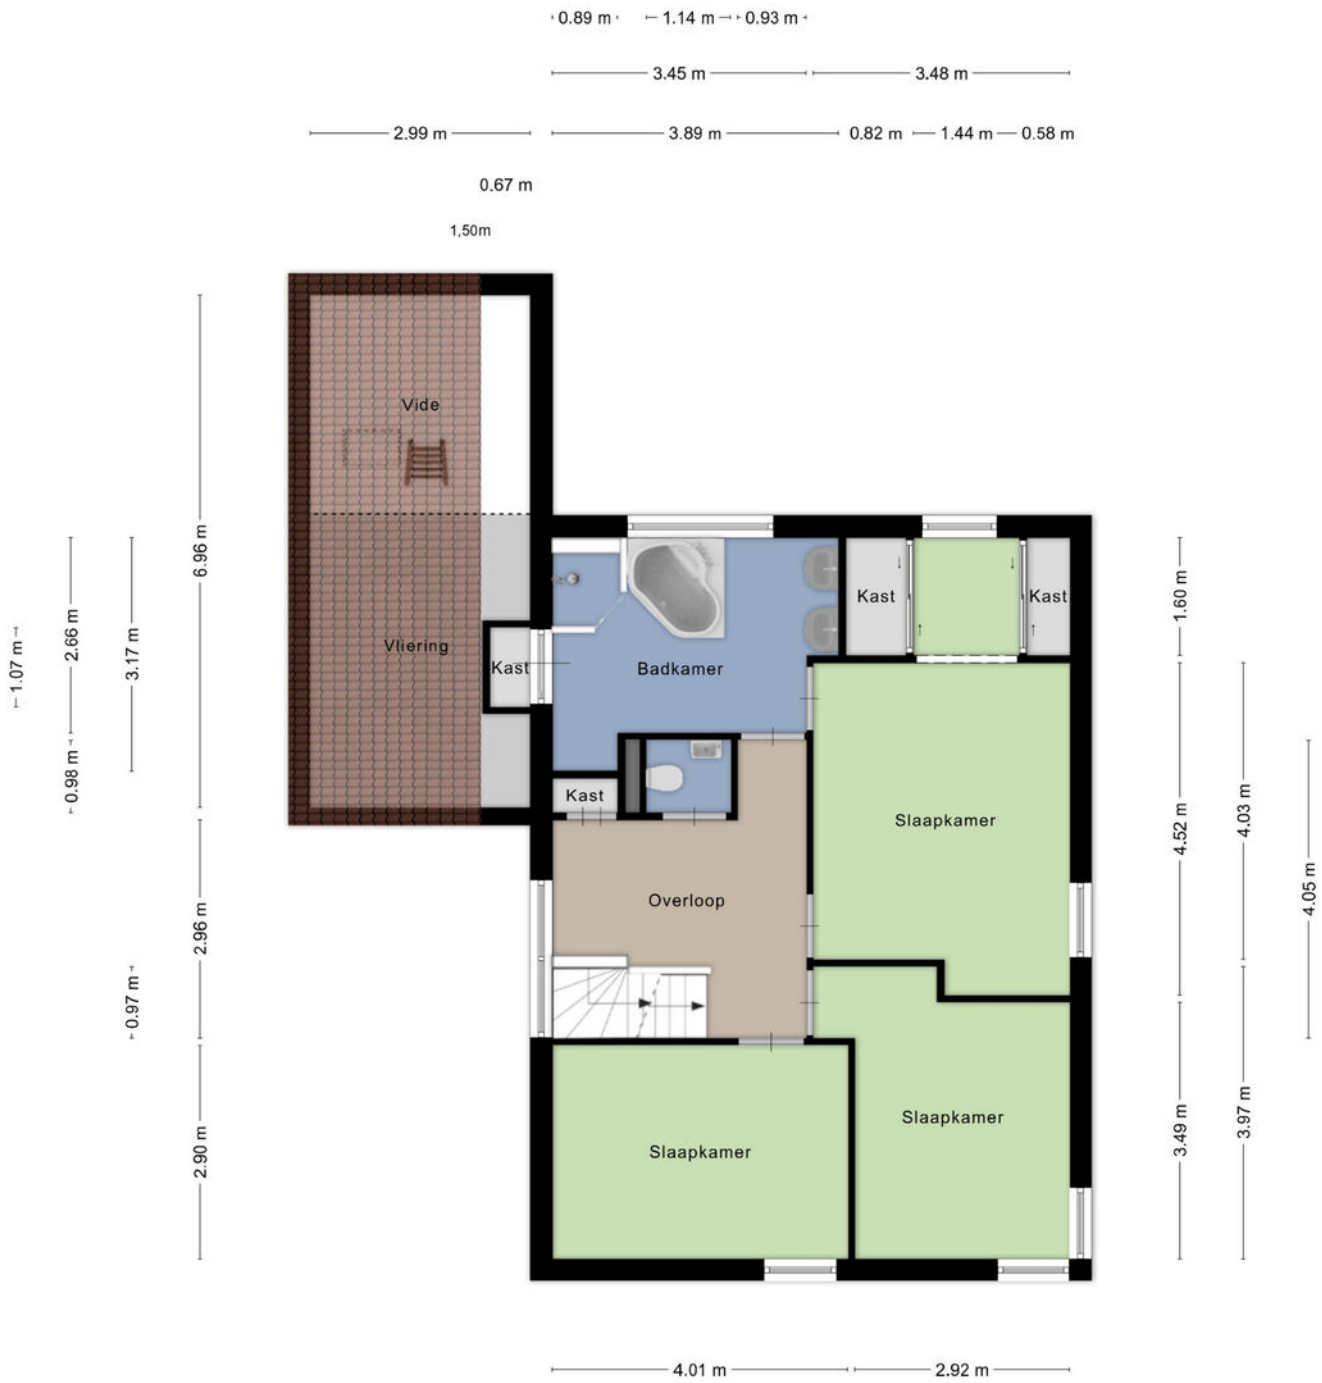 0.89 m
1.14 m
0.93 m
3.45 m
3.48 m
2.99 m
3.89 m
0.82 m
1.44 m
0.58 m
0.67 m
1,50m
Vide
Vliering
Kast
Badkamer
Kast
Kast
Kast
Slaapkamer
Overloop
Slaapkamer
Slaapkamer
1.07 m
2.66 m
0.98 m
3.17 m
0.97 m
6.96 m
2.96 m
2.90 m
1.60 m
4.52 m
3.49 m
4.03 m
3.97 m
4.05 m
4.01 m
2.92 m